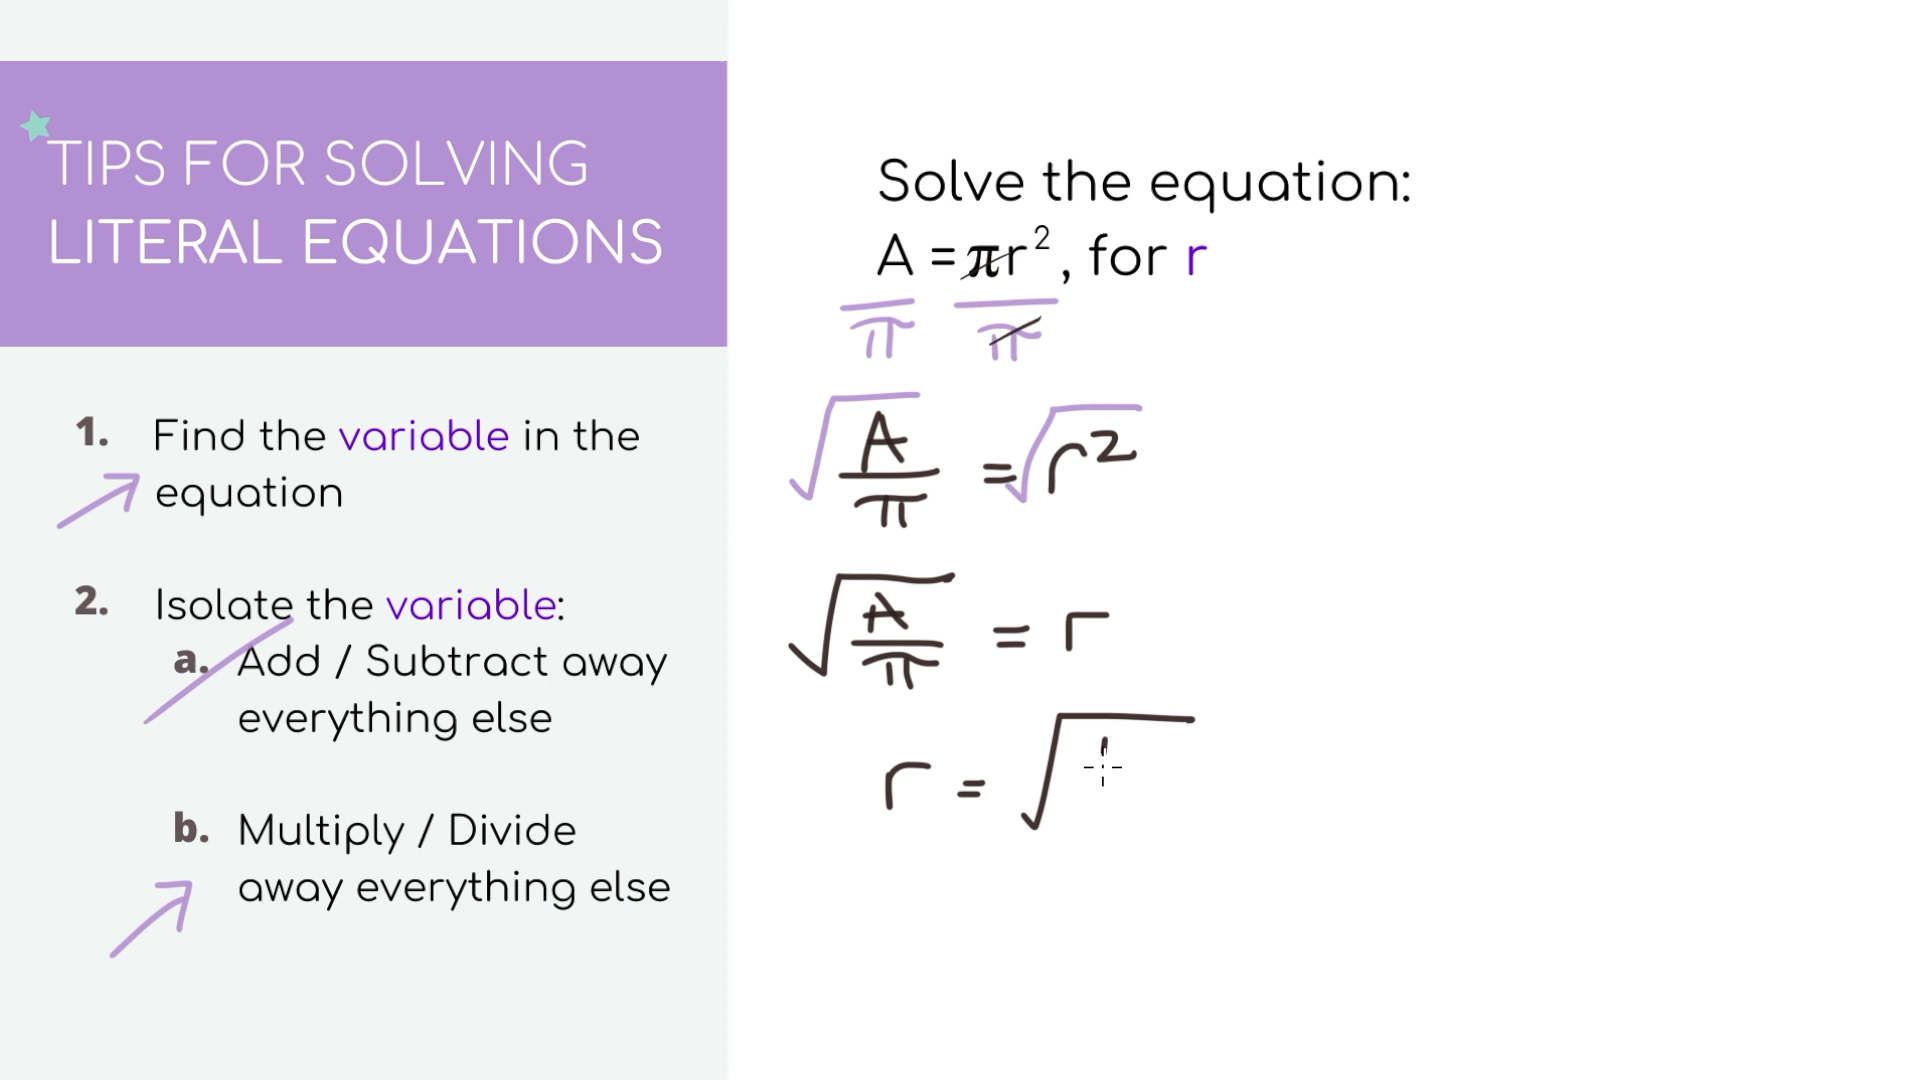 TIPS FOR SOLVING
LITERAL EQUATIONS
1. Find the variable in the
equation
2. Isolate the variable:
a. Add / Subtract away
everything else
b. Multiply / Divide
away everything else
Solve the equation:
A = πr², for r
π π
√(A/π) = √r²
√(A/π) = r
r = √